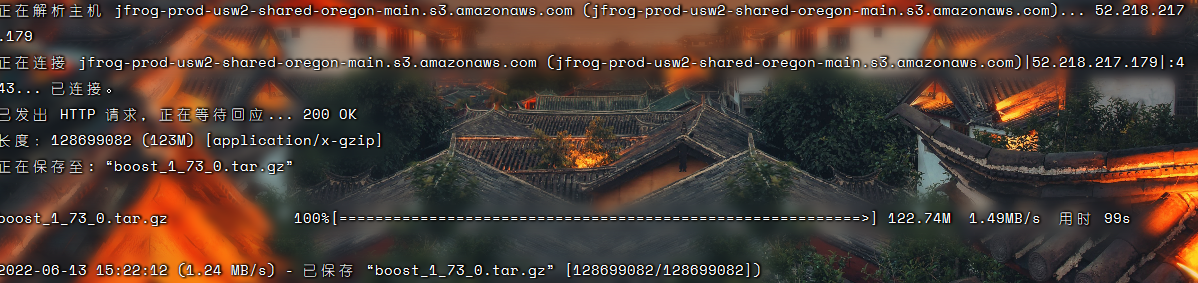 正在解析主机 jfrog-prod-usw2-shared-oregon-main.s3.amazonaws.com (jfrog-prod-usw2-shared-oregon-main.s3.amazonaws.com)... 52.218.217
.179
正在连接 jfrog-prod-usw2-shared-oregon-main.s3.amazonaws.com (jfrog-prod-usw2-shared-oregon-main.s3.amazonaws.com)|52.218.217.179|:4
43... 已连接。
已发出 HTTP 请求，正在等待回应... 200 OK
长度：128699082 (123M) [application/x-gzip]
正在保存至: “boost_1_73_0.tar.gz”
boost_1_73_0.tar.gz 100%[==========================================================>] 122.74M 1.49MB/s 用时 99s
2022-06-13 15:22:12 (1.24 MB/s) - 已保存 “boost_1_73_0.tar.gz” [128699082/128699082])